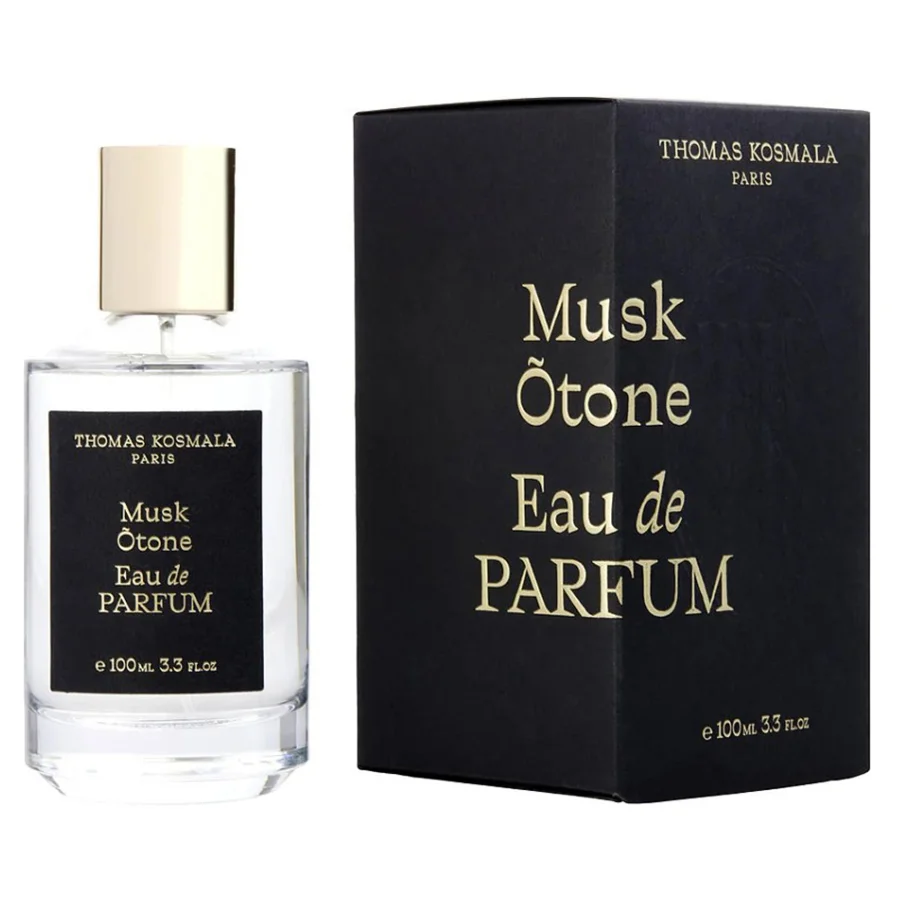 THOMAS KOSMALA
PARIS
Musk
Õtone
Eau de
PARFUM
e 100ML 3.3 FL.OZ
THOMAS KOSMALA
PARIS
Musk
Õtone
Eau de
PARFUM
e 100ML 3.3 FL.OZ